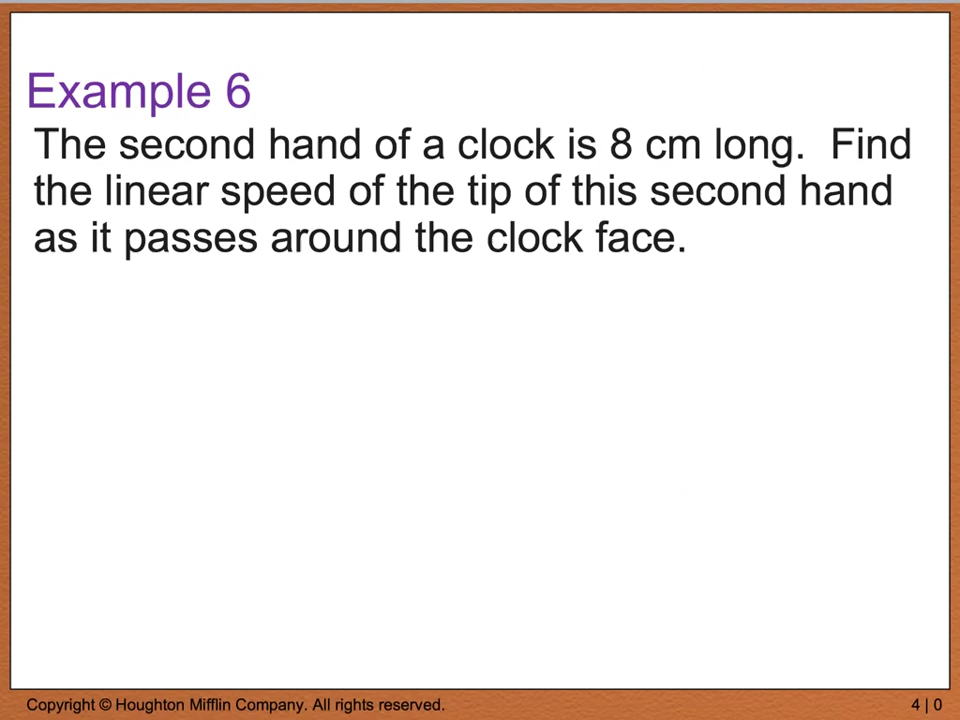 Example 6
The second hand of a clock is 8 cm long.  Find
the linear speed of the tip of this second hand
as it passes around the clock face.
Copyright © Houghton Mifflin Company. All rights reserved.
4 | 0